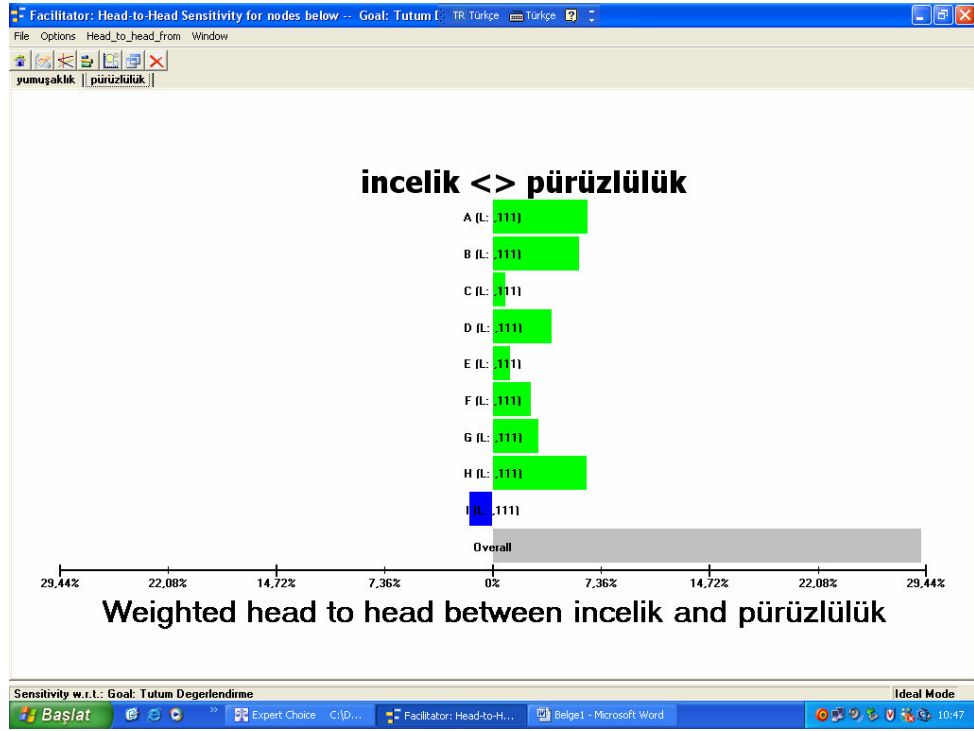 Facilitator: Head-to-Head Sensitivity for nodes below -- Goal: Tutum D
TR Türkçe Türkçe
File Options Head_to_head_from Window
yumuşaklık pürüzlülük
incelik <> pürüzlülük
A (L: ,111)
B (L: ,111)
C (L: ,111)
D (L: ,111)
E (L: ,111)
F (L: ,111)
G (L: ,111)
H (L: ,111)
I (L: ,111)
Overall
29,44% 22,08% 14,72% 7,36% 0% 7,36% 14,72% 22,08% 29,44%
Weighted head to head between incelik and pürüzlülük
Sensitivity w.r.t.: Goal: Tutum Degerlendirme Ideal Mode
Başlat Expert Choice C:\D... Facilitator: Head-to-H... Belge1 - Microsoft Word 10:47